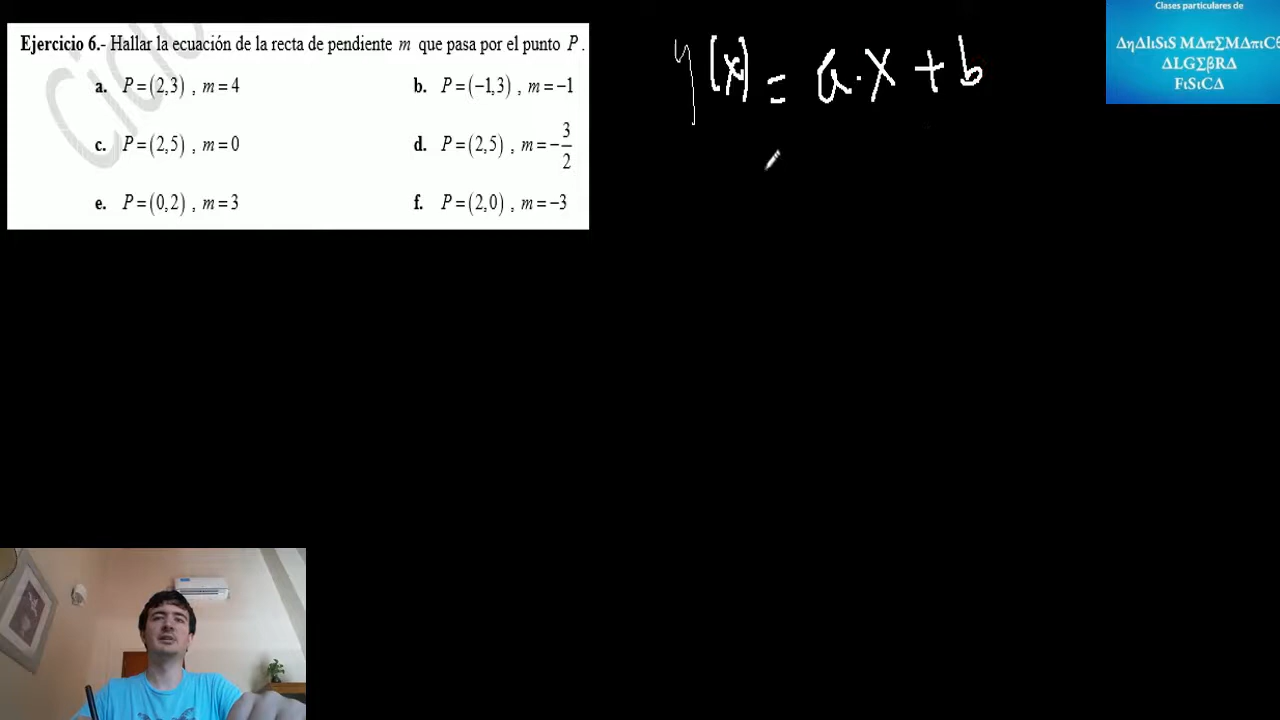 Ejercicio 6.- Hallar la ecuación de la recta de pendiente m que pasa por el punto P.
a. P=(2,3) , m=4
b. P=(−1,3) , m=−1
c. P=(2,5) , m=0
d. P=(2,5) , m=−3/2
e. P=(0,2) , m=3
f. P=(2,0) , m=−3
y(x) = a·x + b
Clases particulares de
ΔηΔlιSιS MΔπΣMΔπιCΔ
ΔLGΣβRΔ
FιSιCΔ